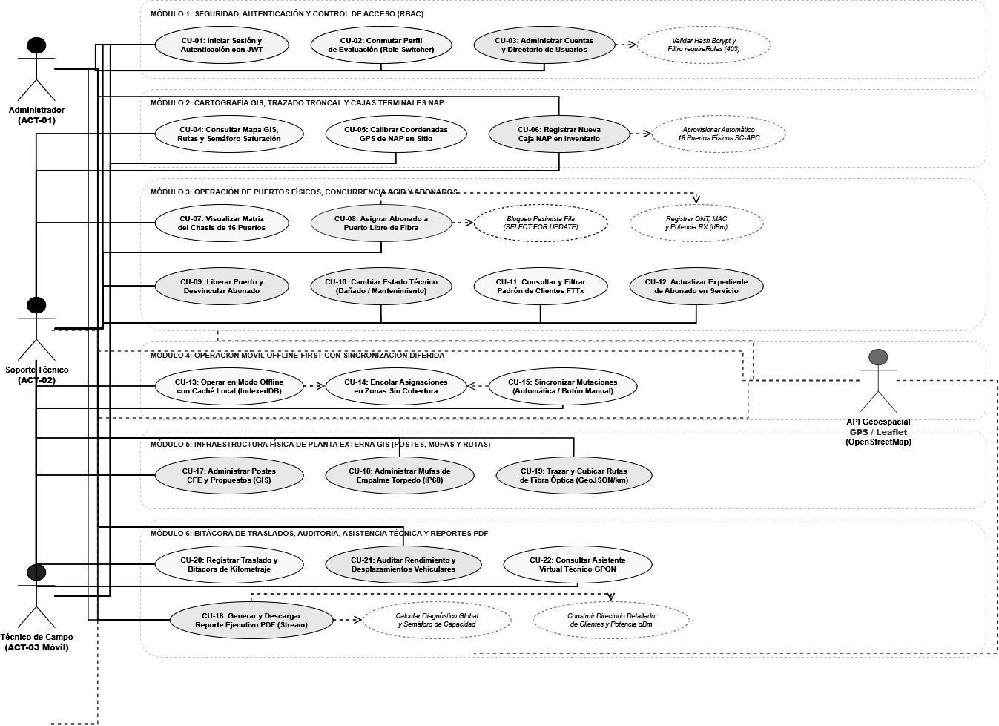 MÓDULO 1: SEGURIDAD, AUTENTICACIÓN Y CONTROL DE ACCESO (RBAC)
CU-01: Iniciar Sesión y
Autenticación con JWT
CU-02: Conmutar Perfil
de Evaluación (Role Switcher)
CU-03: Administrar Cuentas
y Directorio de Usuarios
Validar Hash Bcrypt y
Filtro requireRoles (403)
Administrador
(ACT-01)
MÓDULO 2: CARTOGRAFÍA GIS, TRAZADO TRONCAL Y CAJAS TERMINALES NAP
CU-04: Consultar Mapa GIS,
Rutas y Semáforo Saturación
CU-05: Calibrar Coordenadas
GPS de NAP en Sitio
CU-06: Registrar Nueva
Caja NAP en Inventario
Aprovisionar Automático
16 Puertos Físicos SC-APC
MÓDULO 3: OPERACIÓN DE PUERTOS FÍSICOS, CONCURRENCIA ACID Y ABONADOS
CU-07: Visualizar Matriz
del Chasis de 16 Puertos
CU-08: Asignar Abonado a
Puerto Libre de Fibra
Bloqueo Pesimista Fila
(SELECT FOR UPDATE)
Registrar ONT, MAC
y Potencia RX (dBm)
CU-09: Liberar Puerto y
Desvincular Abonado
CU-10: Cambiar Estado Técnico
(Dañado / Mantenimiento)
CU-11: Consultar y Filtrar
Padrón de Clientes FTTx
CU-12: Actualizar Expediente
de Abonado en Servicio
Soporte Técnico
(ACT-02)
MÓDULO 4: OPERACIÓN MÓVIL OFFLINE-FIRST CON SINCRONIZACIÓN DIFERIDA
CU-13: Operar en Modo Offline
con Caché Local (IndexedDB)
CU-14: Encolar Asignaciones
en Zonas Sin Cobertura
CU-15: Sincronizar Mutaciones
(Automática / Botón Manual)
API Geoespacial
GPS / Leaflet
(OpenStreetMap)
MÓDULO 5: INFRAESTRUCTURA FÍSICA DE PLANTA EXTERNA GIS (POSTES, MUFAS Y RUTAS)
CU-17: Administrar Postes
CFE y Propuestos (GIS)
CU-18: Administrar Mufas de
Empalme Torpedo (IP68)
CU-19: Trazar y Cubicar Rutas
de Fibra Óptica (GeoJSON/km)
MÓDULO 6: BITÁCORA DE TRASLADOS, AUDITORÍA, ASISTENCIA TÉCNICA Y REPORTES PDF
CU-20: Registrar Traslado y
Bitácora de Kilometraje
CU-21: Auditar Rendimiento y
Desplazamientos Vehiculares
CU-22: Consultar Asistente
Virtual Técnico GPON
CU-16: Generar y Descargar
Reporte Ejecutivo PDF (Stream)
Calcular Diagnóstico Global
y Semáforo de Capacidad
Construir Directorio Detallado
de Clientes y Potencia dBm
Técnico de Campo
(ACT-03 Móvil)